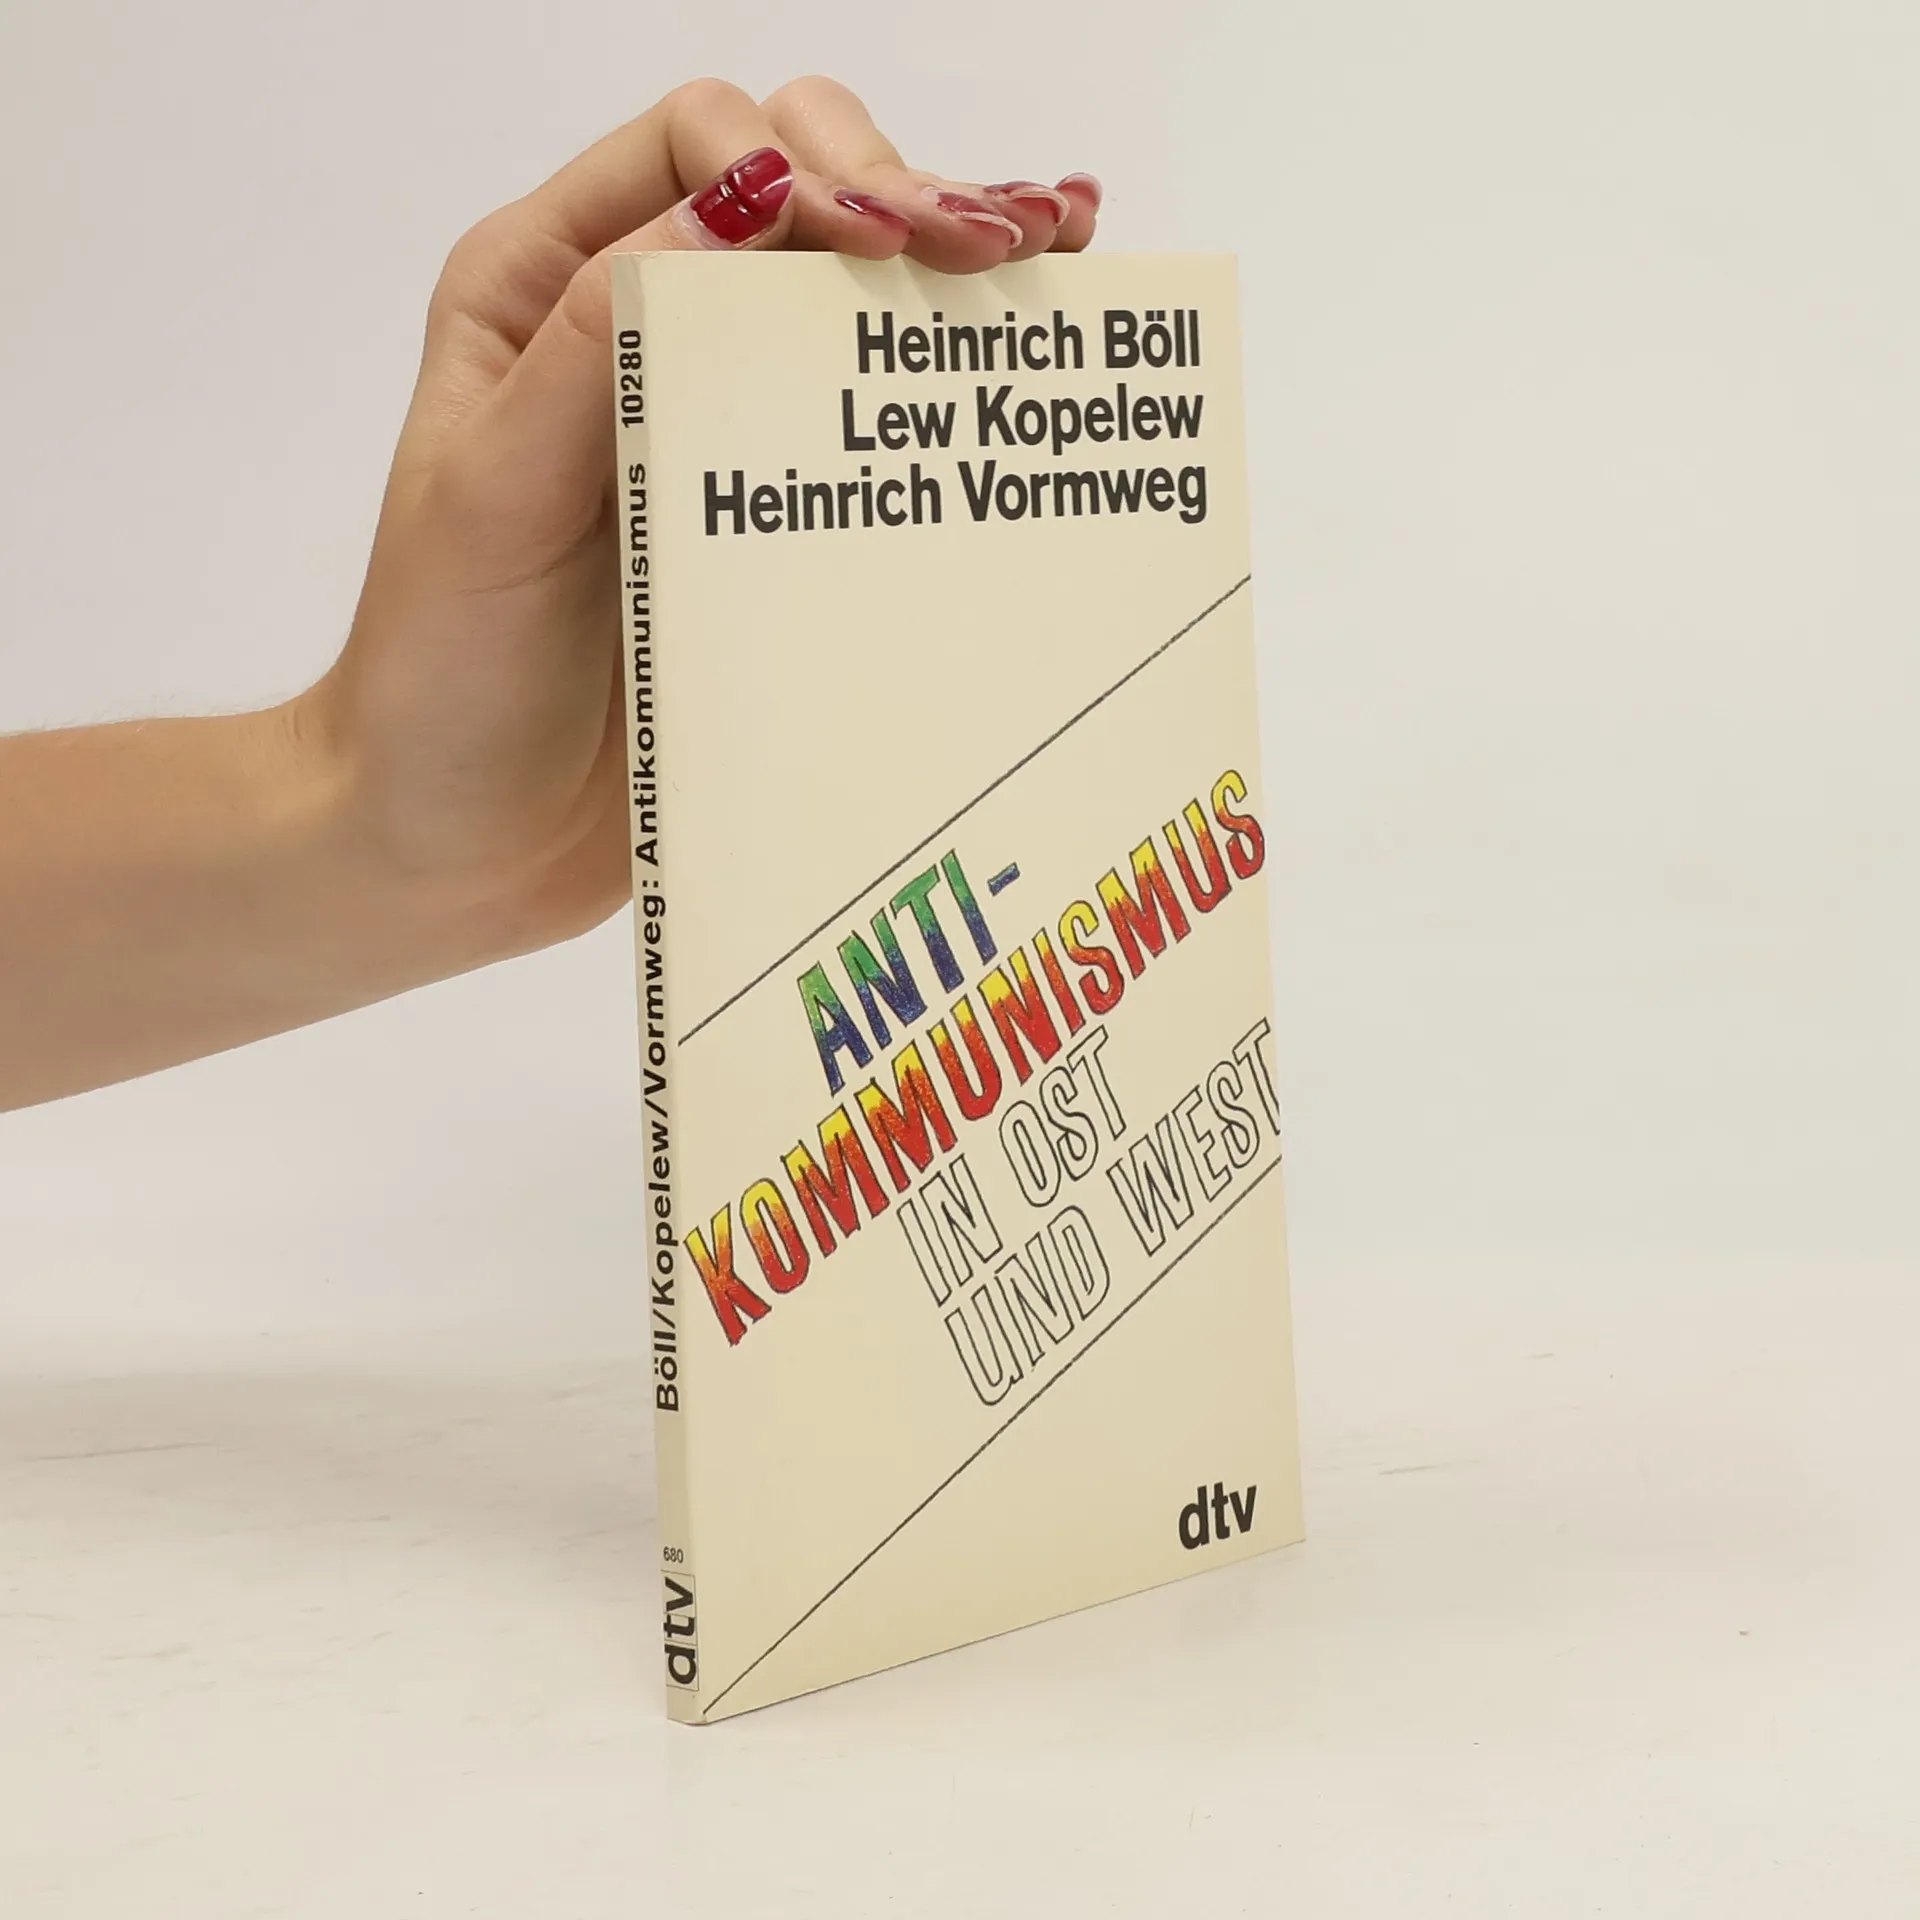 Heinrich Böll
Lew Kopelew
Heinrich Vormweg
ANTI-
KOMMUNISMUS
IN OST
UND WEST
dtv
Böll/Kopelew/Vormweg: Antikommunismus 10280
680
dtv